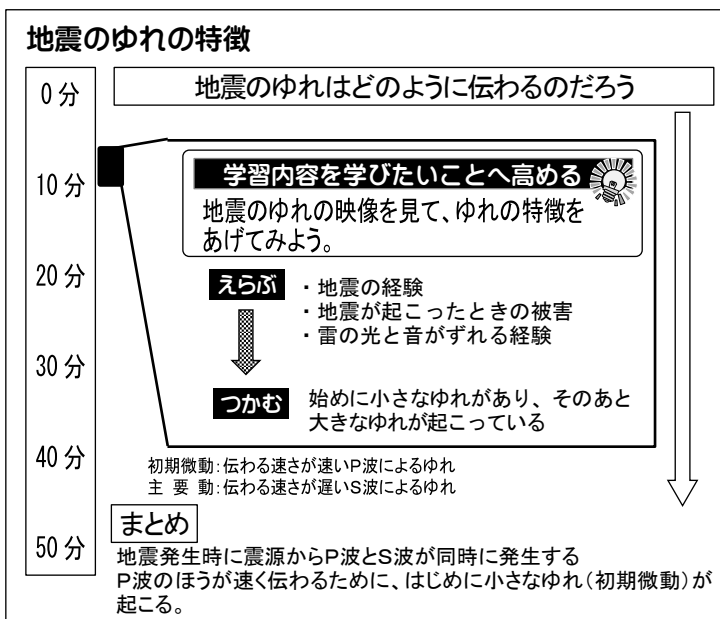 地震のゆれの特徴
0分
地震のゆれはどのように伝わるのだろう
10分
学習内容を学びたいことへ高める
地震のゆれの映像を見て、ゆれの特徴を
あげてみよう。
20分
えらぶ
・地震の経験
・地震が起こったときの被害
・雷の光と音がずれる経験
30分
つかむ
始めに小さなゆれがあり、そのあと
大きなゆれが起こっている
40分
初期微動:伝わる速さが速いP波によるゆれ
主 要 動:伝わる速さが遅いS波によるゆれ
まとめ
50分
地震発生時に震源からP波とS波が同時に発生する
P波のほうが速く伝わるために、はじめに小さなゆれ(初期微動)が
起こる。